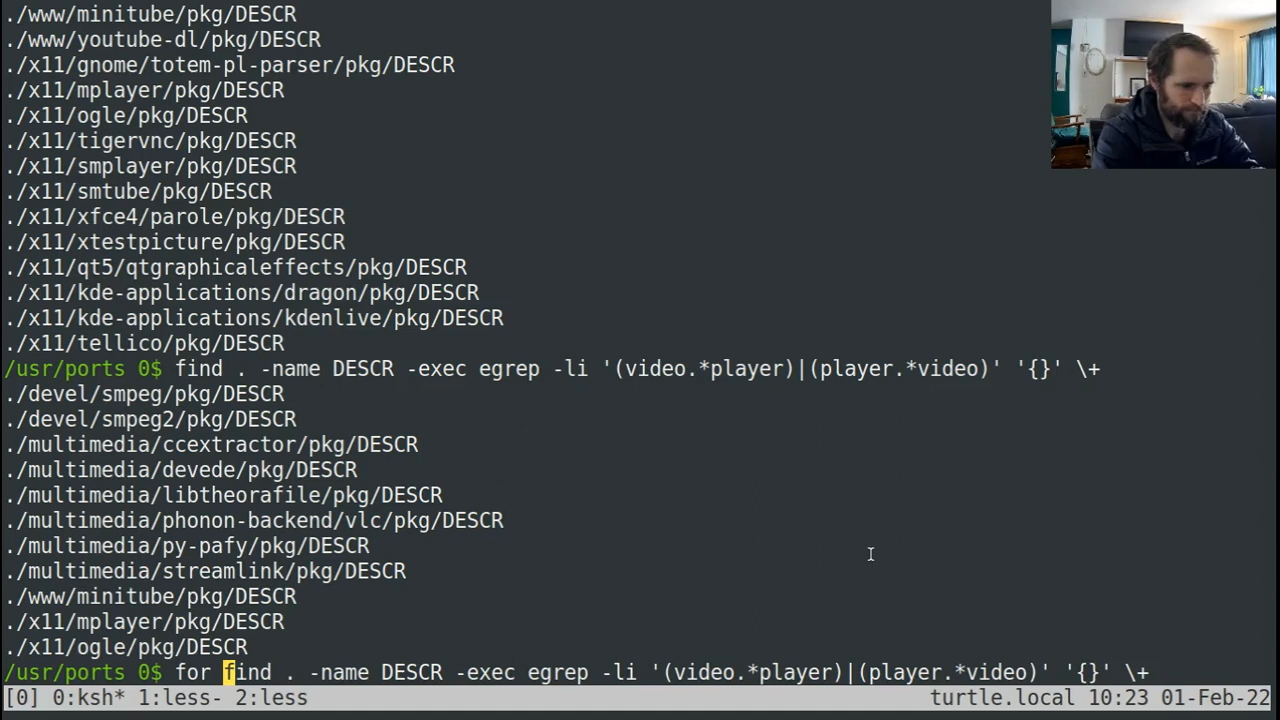 ./www/minitube/pkg/DESCR
./www/youtube-dl/pkg/DESCR
./x11/gnome/totem-pl-parser/pkg/DESCR
./x11/mplayer/pkg/DESCR
./x11/ogle/pkg/DESCR
./x11/tigervnc/pkg/DESCR
./x11/smplayer/pkg/DESCR
./x11/smtube/pkg/DESCR
./x11/xfce4/parole/pkg/DESCR
./x11/xtestpicture/pkg/DESCR
./x11/qt5/qtgraphicaleffects/pkg/DESCR
./x11/kde-applications/dragon/pkg/DESCR
./x11/kde-applications/kdenlive/pkg/DESCR
./x11/tellico/pkg/DESCR
/usr/ports 0$ find . -name DESCR -exec egrep -li '(video.*player)|(player.*video)' '{}' \+
./devel/smpeg/pkg/DESCR
./devel/smpeg2/pkg/DESCR
./multimedia/ccextractor/pkg/DESCR
./multimedia/devede/pkg/DESCR
./multimedia/libtheorafile/pkg/DESCR
./multimedia/phonon-backend/vlc/pkg/DESCR
./multimedia/py-pafy/pkg/DESCR
./multimedia/streamlink/pkg/DESCR
./www/minitube/pkg/DESCR
./x11/mplayer/pkg/DESCR
./x11/ogle/pkg/DESCR
/usr/ports 0$ for find . -name DESCR -exec egrep -li '(video.*player)|(player.*video)' '{}' \+
[0] 0:ksh* 1:less- 2:less turtle.local 10:23 01-Feb-22